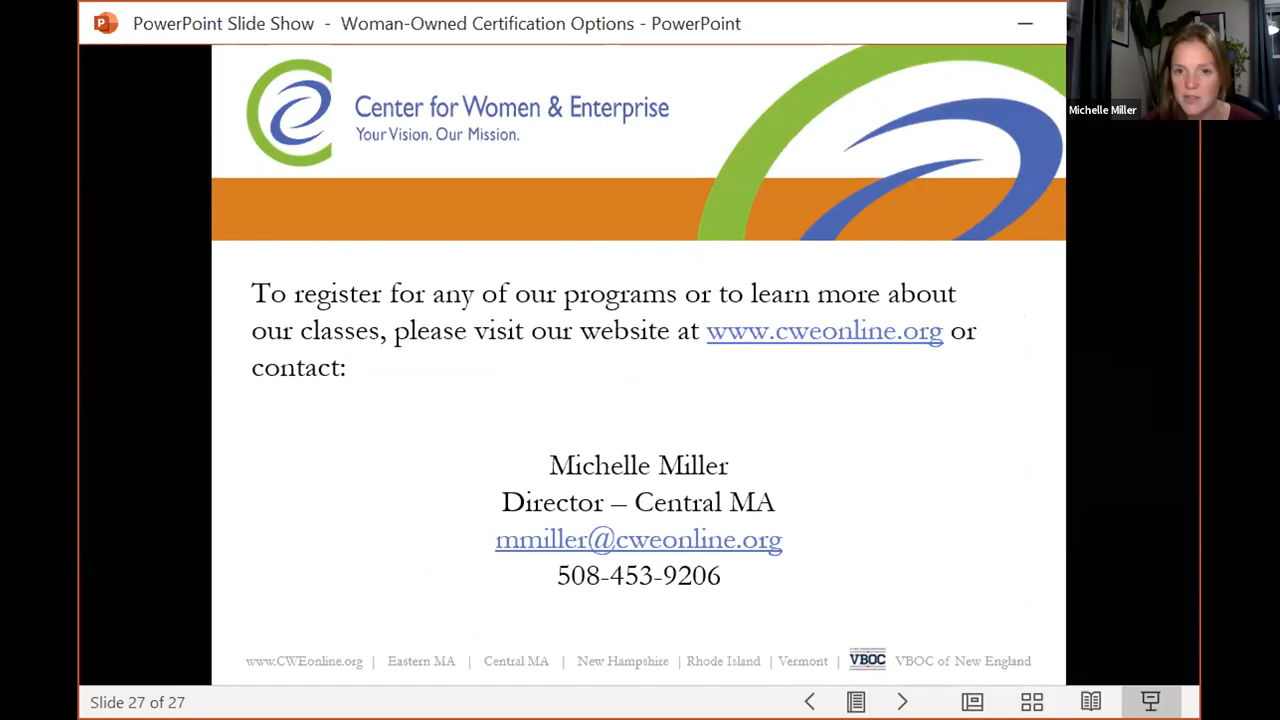 PowerPoint Slide Show - Woman-Owned Certification Options - PowerPoint
Michelle Miller
Center for Women & Enterprise
Your Vision. Our Mission.
To register for any of our programs or to learn more about
our classes, please visit our website at www.cweonline.org or
contact:
Michelle Miller
Director – Central MA
mmiller@cweonline.org
508-453-9206
www.CWEonline.org | Eastern MA | Central MA | New Hampshire | Rhode Island | Vermont | VBOC VBOC of New England
Slide 27 of 27